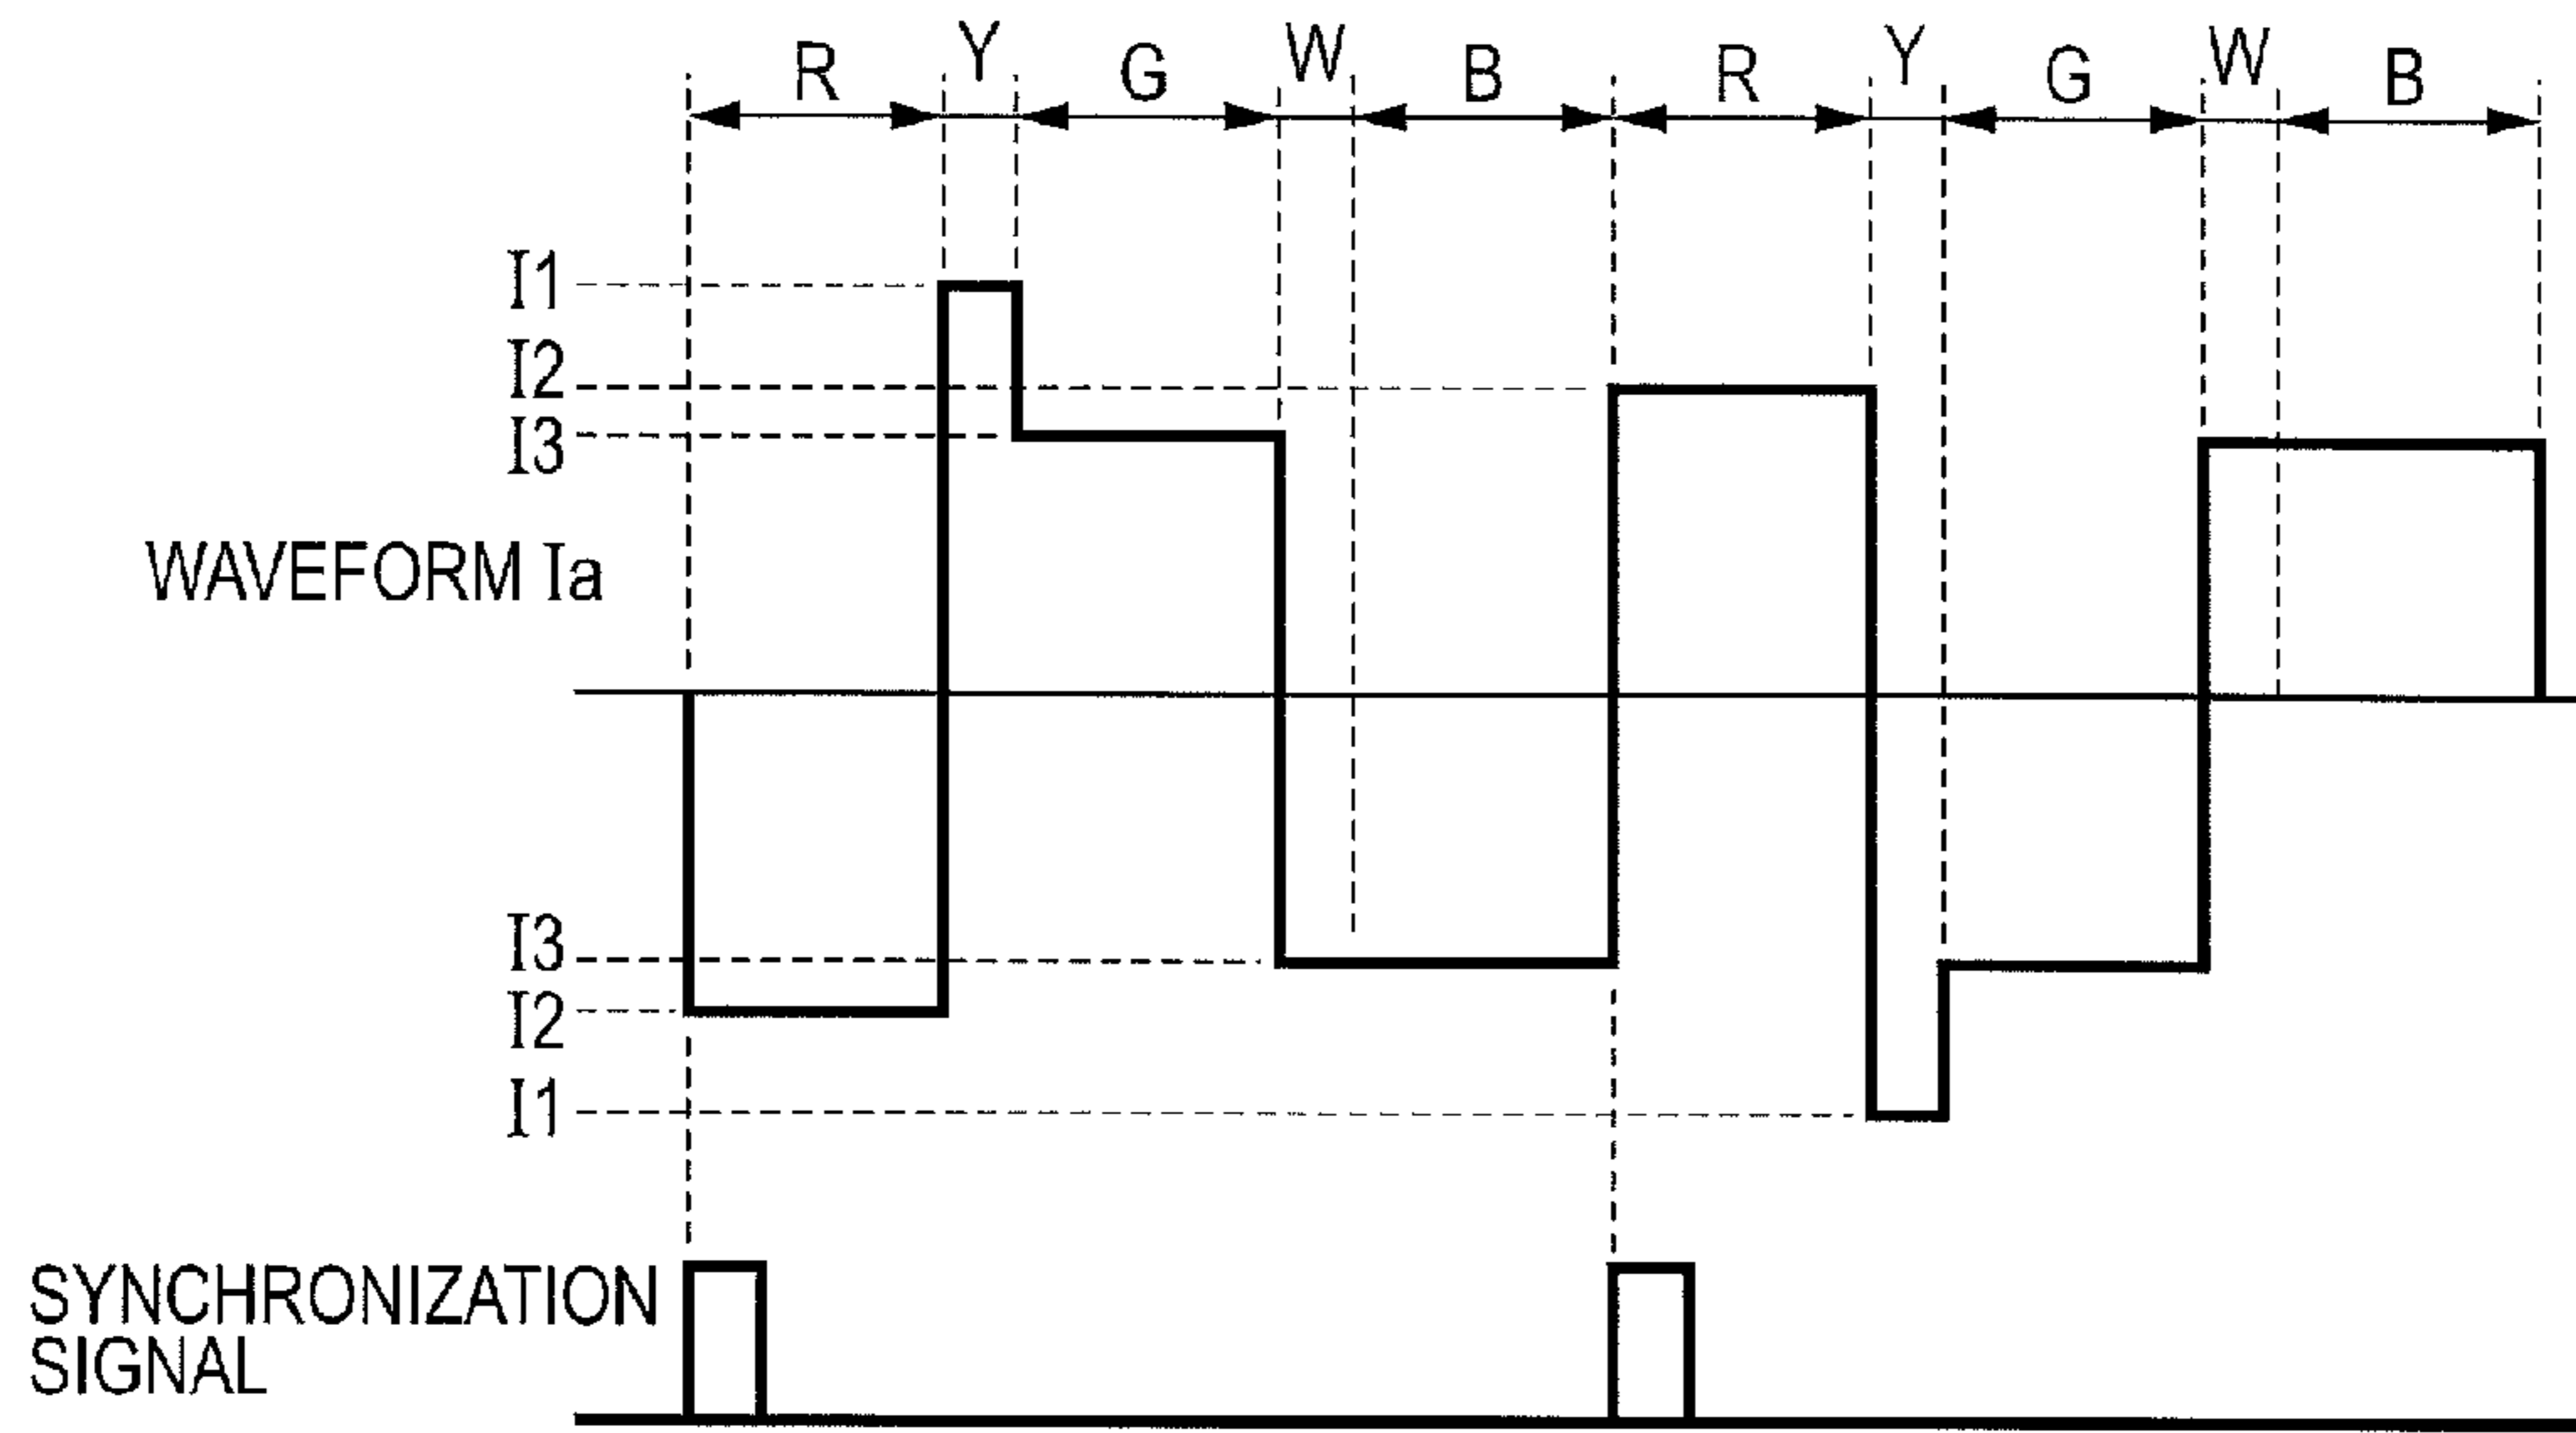 R Y G W B R Y G W B
I1
I2
I3
WAVEFORM Ia
I3
I2
I1
SYNCHRONIZATION
SIGNAL